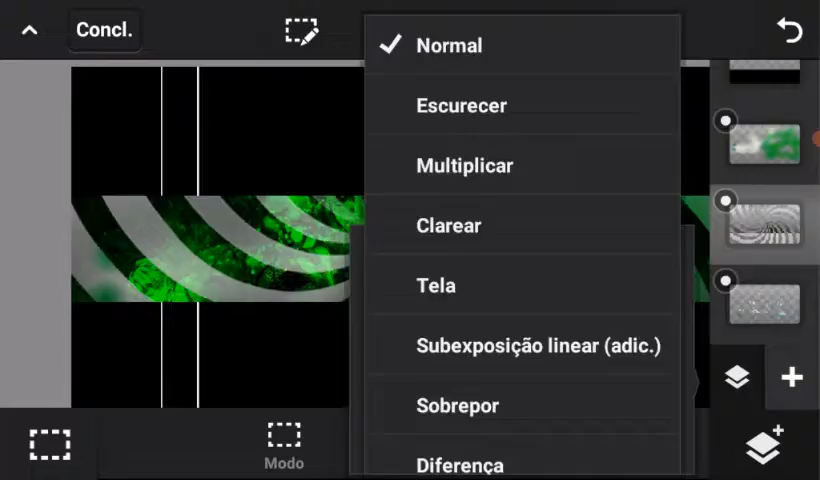 Concl.
Normal
Escurecer
Multiplicar
Clarear
Tela
Subexposição linear (adic.)
Sobrepor
Diferença
Modo